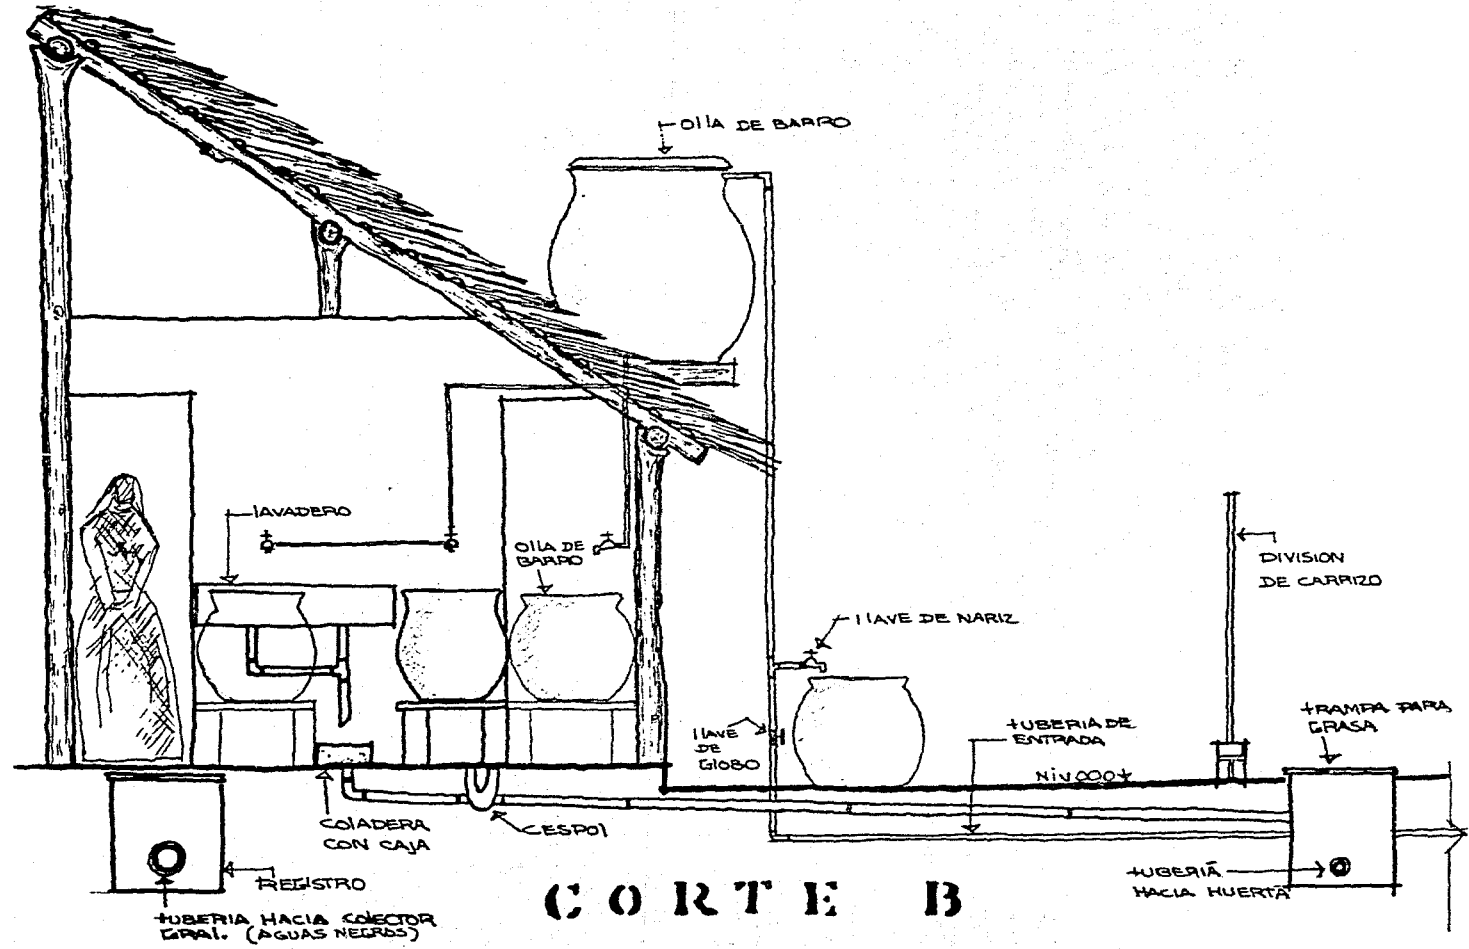 OllA DE BARRO
lAVADERO
OllA DE
BARRO
DIVISION
DE CARRIZO
llAVE DE NARIZ
llAVE
DE
GlOBO
tUBERIA DE
ENTRADA
NiV 000±
tRAMPA PARA
GRASA
COlADERA
CON CAJA
CESPOl
REGISTRO
tUBERIA HACIA COlECTOR
GRAl. (AGUAS NEGROS)
tUBERIA
HACIA HUERTA
CORTE B